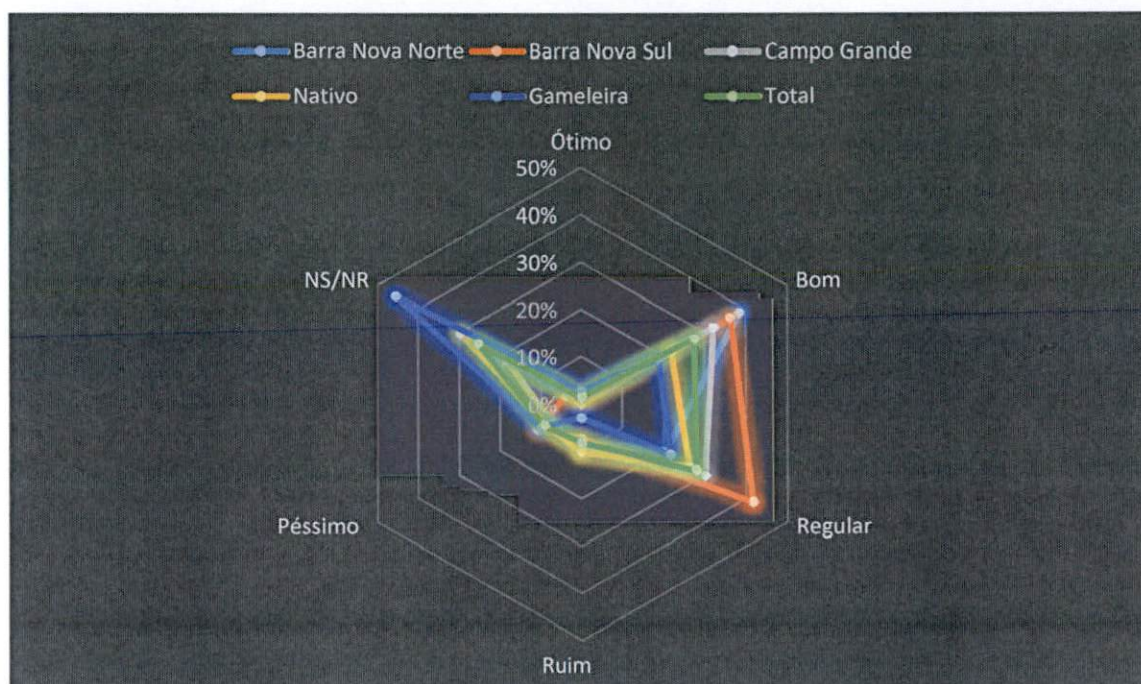 Barra Nova Norte Barra Nova Sul Campo Grande
Nativo Gameleira Total
Ótimo
50%
40%
30%
20%
10%
0%
NS/NR Bom
Péssimo Regular
Ruim